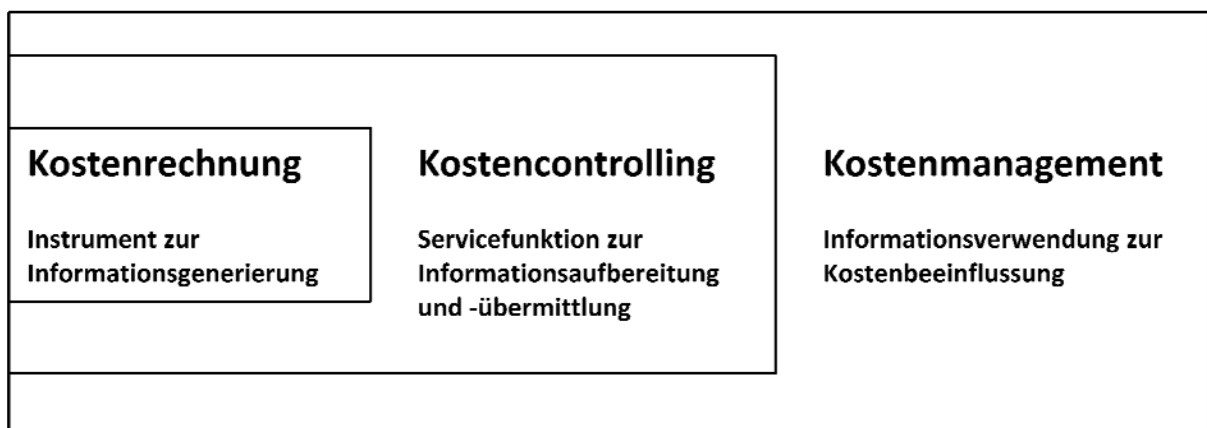 Kostenrechnung
Instrument zur
Informationsgenerierung
Kostencontrolling
Servicefunktion zur
Informationsaufbereitung
und -übermittlung
Kostenmanagement
Informationsverwendung zur
Kostenbeeinflussung